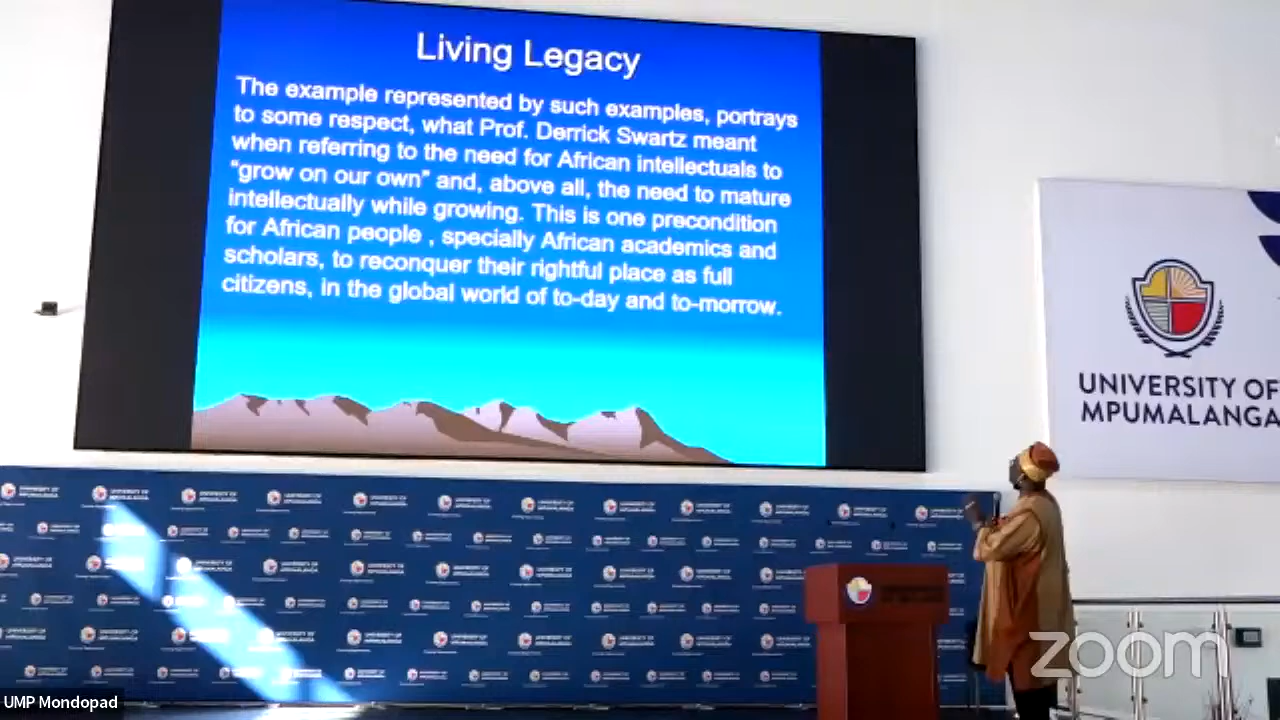 Living Legacy
The example represented by such examples, portrays
to some respect, what Prof. Derrick Swartz meant
when referring to the need for African intellectuals to
“grow on our own” and, above all, the need to mature
intellectually while growing. This is one precondition
for African people , specially African academics and
scholars, to reconquer their rightful place as full
citizens, in the global world of to-day and to-morrow.
UNIVERSITY OF
MPUMALANGA
UNIVERSITY OF
MPUMALANGA
zoom
UMP Mondopad